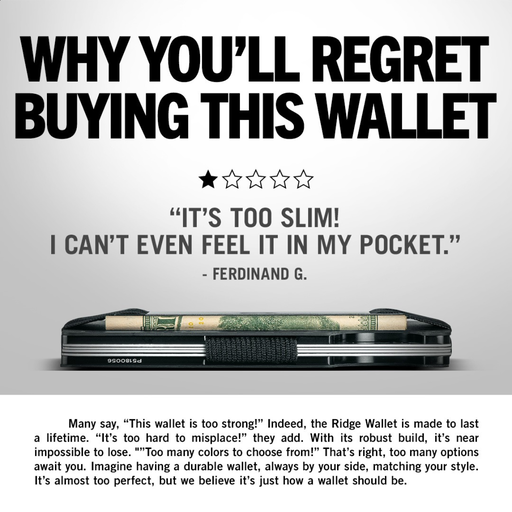 WHY YOU'LL REGRET
BUYING THIS WALLET
“IT'S TOO SLIM!
I CAN'T EVEN FEEL IT IN MY POCKET.”
- FERDINAND G.
P5180056
Many say, “This wallet is too strong!” Indeed, the Ridge Wallet is made to last
a lifetime. “It's too hard to misplace!” they add. With its robust build, it's near
impossible to lose. "”Too many colors to choose from!” That's right, too many options
await you. Imagine having a durable wallet, always by your side, matching your style.
It's almost too perfect, but we believe it's just how a wallet should be.